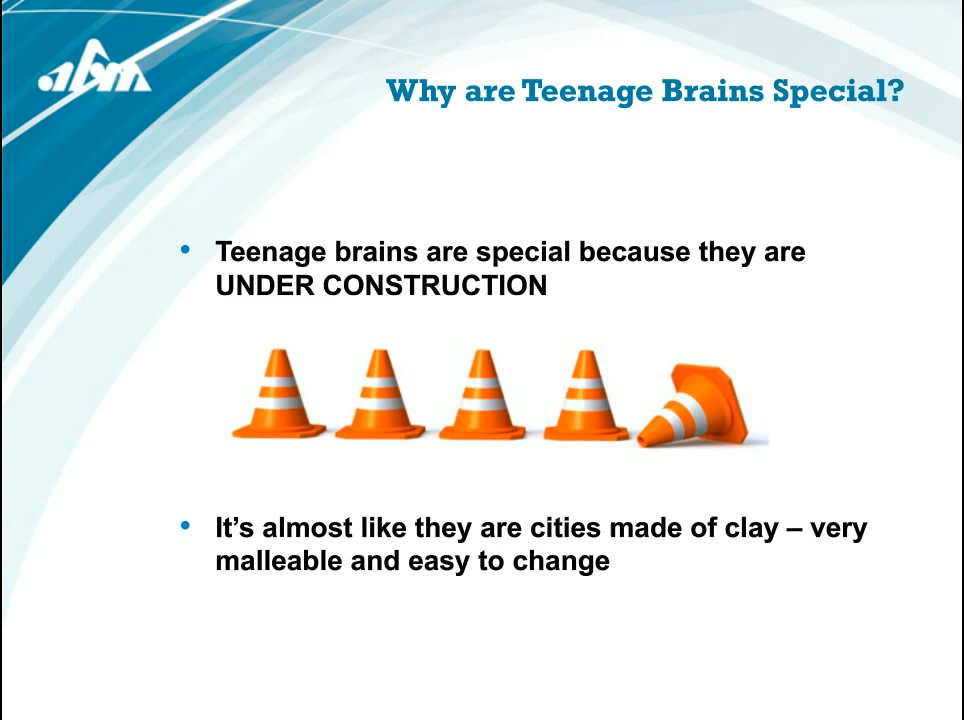 abm
Why are Teenage Brains Special?
• Teenage brains are special because they are
UNDER CONSTRUCTION
• It’s almost like they are cities made of clay – very
malleable and easy to change